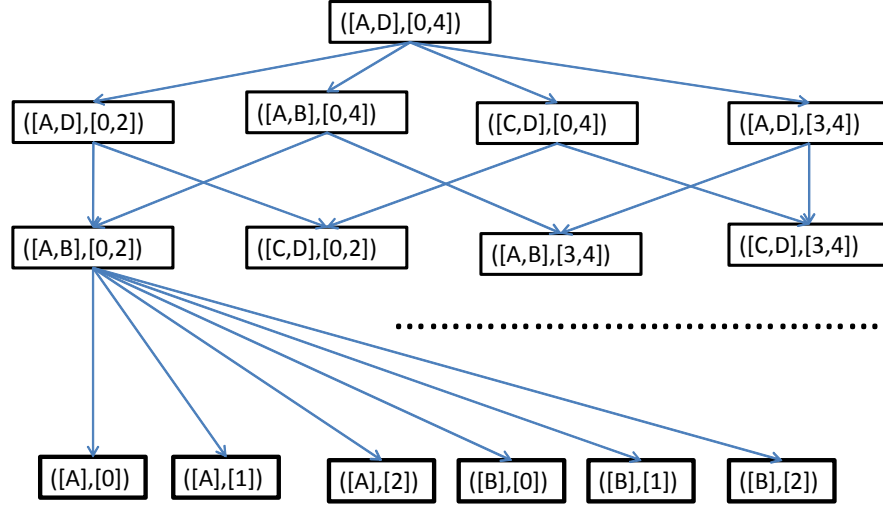 ([A,D],[0,4])
([A,D],[0,2])
([A,B],[0,4])
([C,D],[0,4])
([A,D],[3,4])
([A,B],[0,2])
([C,D],[0,2])
([A,B],[3,4])
([C,D],[3,4])
([A],[0])
([A],[1])
([A],[2])
([B],[0])
([B],[1])
([B],[2])